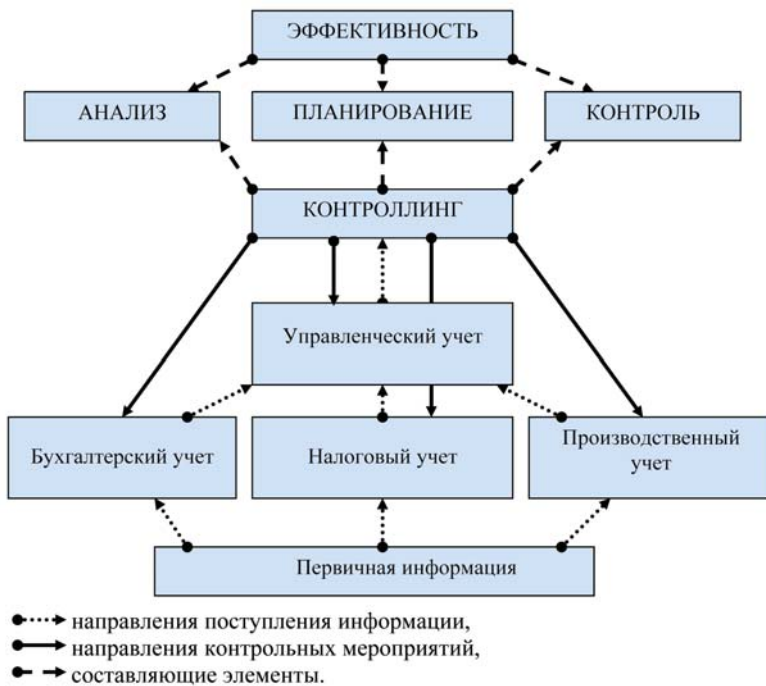 ЭФФЕКТИВНОСТЬ
АНАЛИЗ
ПЛАНИРОВАНИЕ
КОНТРОЛЬ
КОНТРОЛЛИНГ
Управленческий учет
Бухгалтерский учет
Налоговый учет
Производственный
учет
Первичная информация
направления поступления информации,
направления контрольных мероприятий,
составляющие элементы.